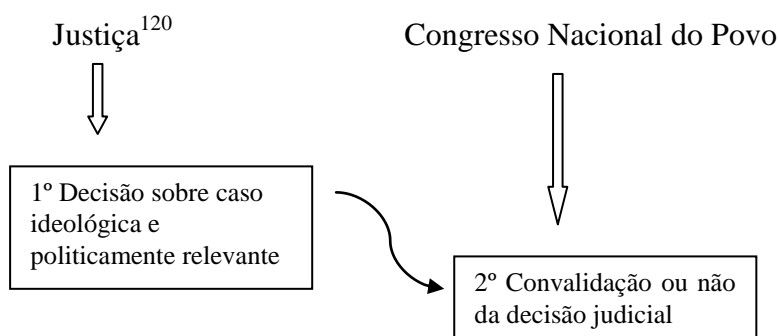 Justiça120
Congresso Nacional do Povo
1º Decisão sobre caso
ideológica e
politicamente relevante
2º Convalidação ou não
da decisão judicial